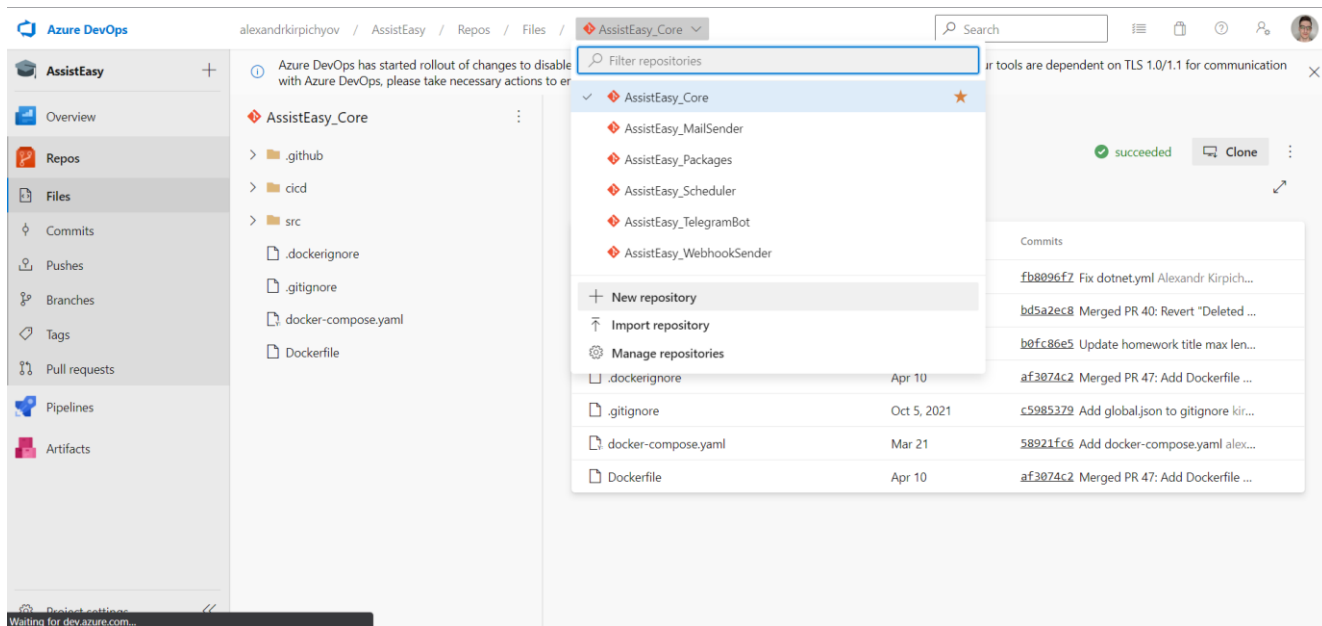 Azure DevOps
alexandrkirpichyov / AssistEasy / Repos / Files / AssistEasy_Core
Search
AssistEasy
Overview
Repos
Files
Commits
Pushes
Branches
Tags
Pull requests
Pipelines
Artifacts
Project settings
Waiting for dev.azure.com...
Azure DevOps has started rollout of changes to disable
r tools are dependent on TLS 1.0/1.1 for communication
with Azure DevOps, please take necessary actions to en
AssistEasy_Core
.github
cicd
src
.dockerignore
.gitignore
docker-compose.yaml
Dockerfile
Filter repositories
AssistEasy_Core
AssistEasy_MailSender
AssistEasy_Packages
AssistEasy_Scheduler
AssistEasy_TelegramBot
AssistEasy_WebhookSender
New repository
Import repository
Manage repositories
succeeded
Clone
Commits
fb8096f7 Fix dotnet.yml Alexandr Kirpich...
bd5a2ec8 Merged PR 40: Revert "Deleted ...
b0fc86e5 Update homework title max len...
.dockerignore Apr 10 af3074c2 Merged PR 47: Add Dockerfile ...
.gitignore Oct 5, 2021 c5985379 Add global.json to gitignore kir...
docker-compose.yaml Mar 21 58921fc6 Add docker-compose.yaml alex...
Dockerfile Apr 10 af3074c2 Merged PR 47: Add Dockerfile ...